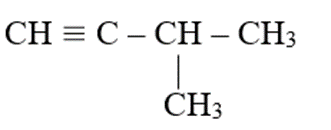 CH ≡ C – CH – CH₃
|
CH₃